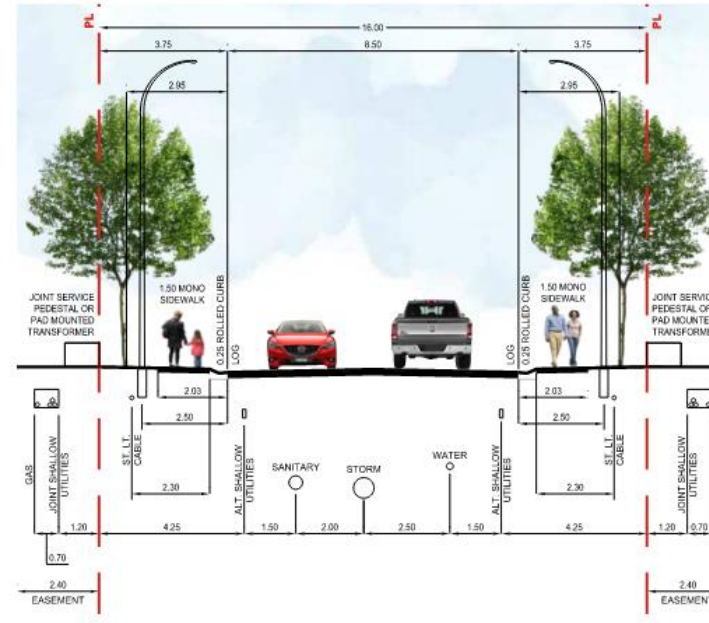 PL
PL
16.00
3.75
8.50
3.75
2.95
2.95
JOINT SERVICE
PEDESTAL OR
PAD MOUNTED
TRANSFORMER
1.50 MONO
SIDEWALK
0.25 ROLLED CURB
LOG
LOG
0.25 ROLLED CURB
1.50 MONO
SIDEWALK
JOINT SERVIC
PEDESTAL OR
PAD MOUNTE
TRANSFORME
2.03
2.03
2.50
2.50
GAS
JOINT SHALLOW
UTILITIES
ST. LT.
CABLE
2.30
ALT. SHALLOW
UTILITIES
SANITARY
STORM
WATER
ALT. SHALLOW
UTILITIES
2.30
ST. LT.
CABLE
JOINT SHALLOW
UTILITIES
1.20
4.25
1.50
2.00
2.50
1.50
4.25
1.20
0.70
0.70
2.40
EASEMENT
2.40
EASEMENT